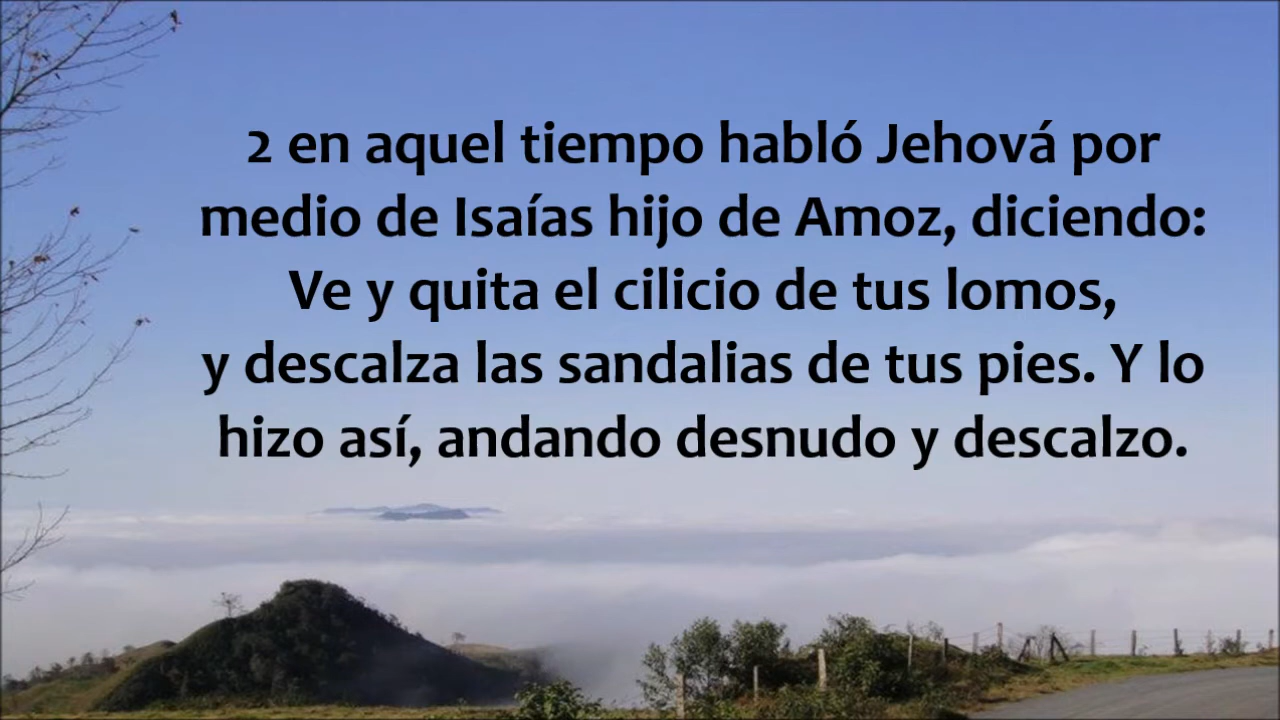 2 en aquel tiempo habló Jehová por
medio de Isaías hijo de Amoz, diciendo:
Ve y quita el cilicio de tus lomos,
y descalza las sandalias de tus pies. Y lo
hizo así, andando desnudo y descalzo.